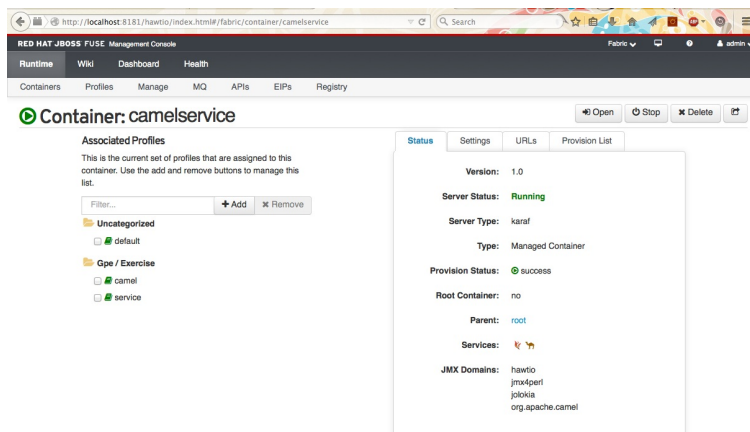 http://localhost:8181/hawtio/index.html#/fabric/container/camelservice
Search
RED HAT JBOSS FUSE Management Console
Fabric
admin
Runtime Wiki Dashboard Health
Containers Profiles Manage MQ APIs EIPs Registry
Container: camelservice
Open Stop Delete
Associated Profiles
This is the current set of profiles that are assigned to this
container. Use the add and remove buttons to manage this
list.
Filter... Add Remove
Uncategorized
default
Gpe / Exercise
camel
service
Status Settings URLs Provision List
Version: 1.0
Server Status: Running
Server Type: karaf
Type: Managed Container
Provision Status: success
Root Container: no
Parent: root
Services:
JMX Domains: hawtio
jmx4perl
jolokia
org.apache.camel